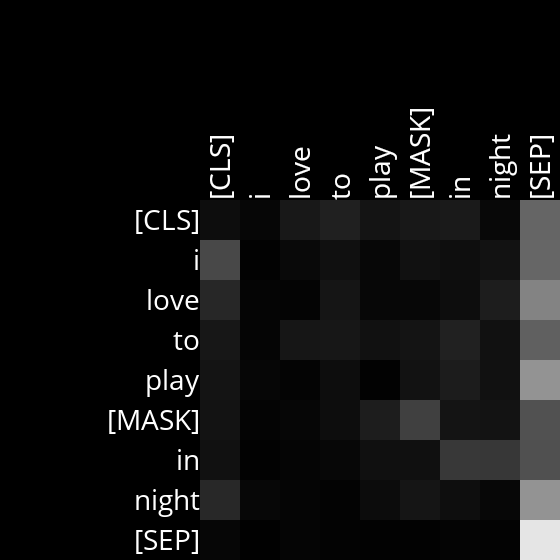 [CLS] i love to play [MASK] in night [SEP]
[CLS]
i
love
to
play
[MASK]
in
night
[SEP]